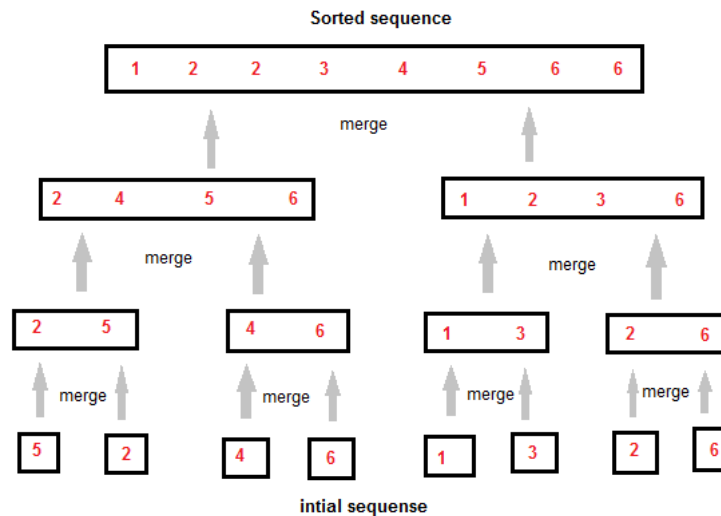 Sorted sequence
1 2 2 3 4 5 6 6
merge
2 4 5 6
1 2 3 6
merge
merge
2 5
4 6
1 3
2 6
merge
merge
merge
merge
5
2
4
6
1
3
2
6
intial sequense